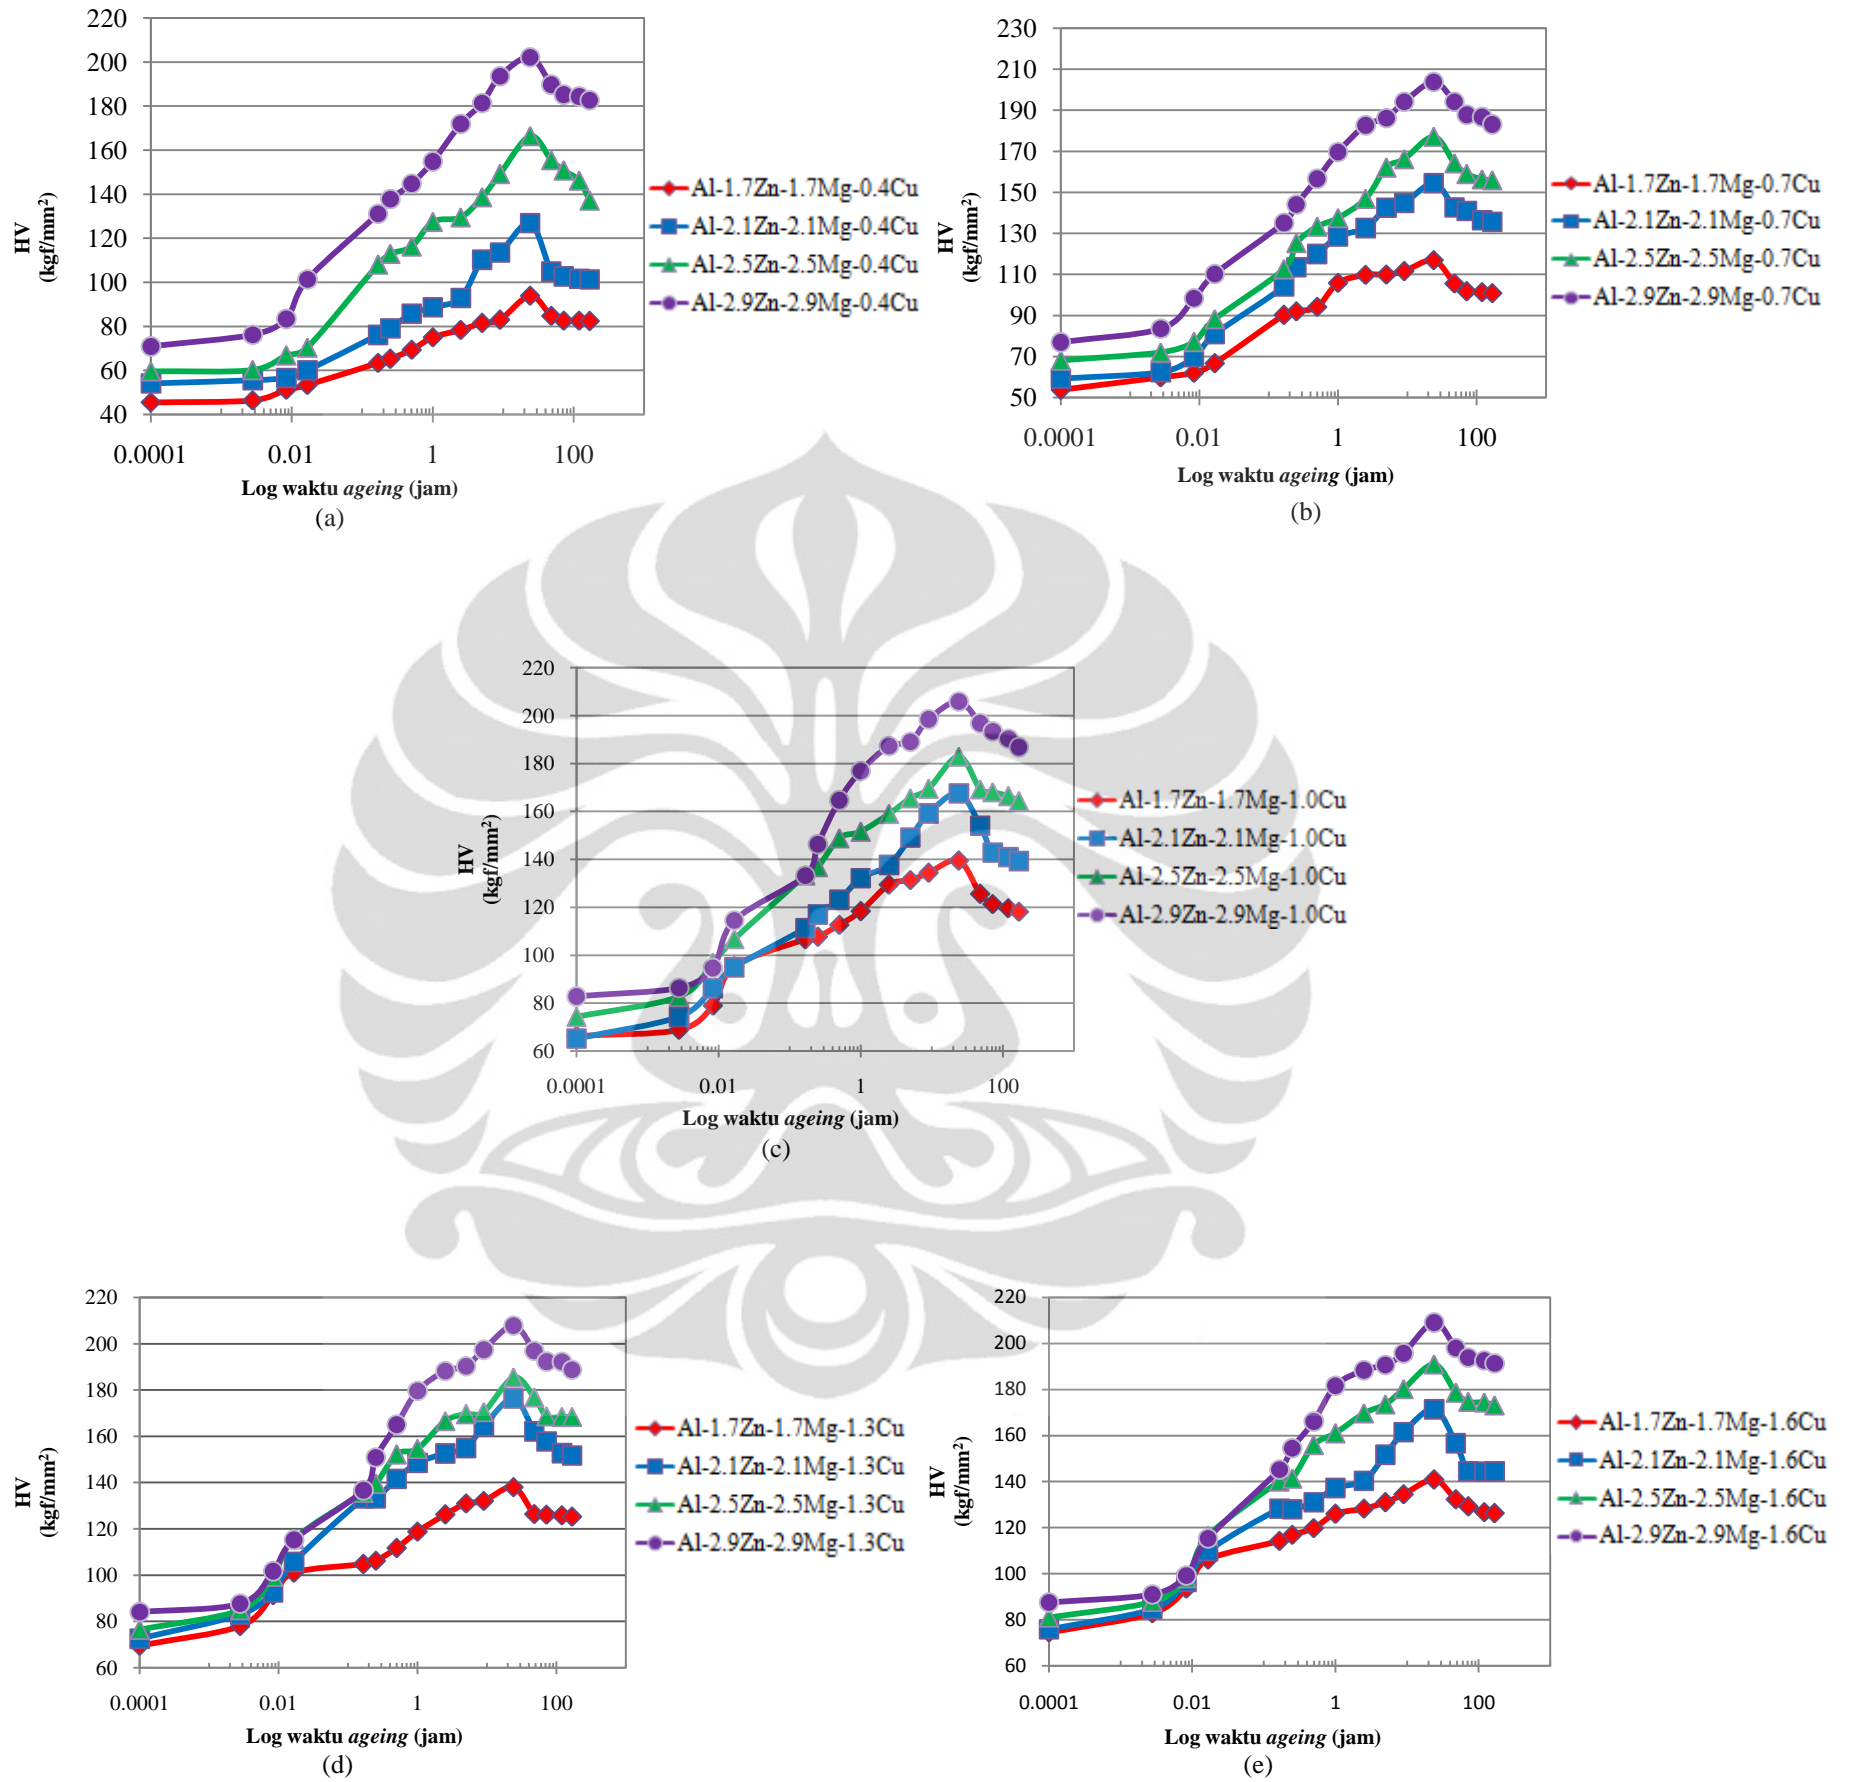 220
200
180
160
140
120
100
80
60
40
HV
(kgf/mm²)
0.0001 0.01 1 100
Log waktu ageing (jam)
(a)
Al-1.7Zn-1.7Mg-0.4Cu
Al-2.1Zn-2.1Mg-0.4Cu
Al-2.5Zn-2.5Mg-0.4Cu
Al-2.9Zn-2.9Mg-0.4Cu
230
210
190
170
150
130
110
90
70
50
HV
(kgf/mm²)
0.0001 0.01 1 100
Log waktu ageing (jam)
(b)
Al-1.7Zn-1.7Mg-0.7Cu
Al-2.1Zn-2.1Mg-0.7Cu
Al-2.5Zn-2.5Mg-0.7Cu
Al-2.9Zn-2.9Mg-0.7Cu
220
200
180
160
140
120
100
80
60
HV
(kgf/mm²)
0.0001 0.01 1 100
Log waktu ageing (jam)
(c)
Al-1.7Zn-1.7Mg-1.0Cu
Al-2.1Zn-2.1Mg-1.0Cu
Al-2.5Zn-2.5Mg-1.0Cu
Al-2.9Zn-2.9Mg-1.0Cu
220
200
180
160
140
120
100
80
60
HV
(kgf/mm²)
0.0001 0.01 1 100
Log waktu ageing (jam)
(d)
Al-1.7Zn-1.7Mg-1.3Cu
Al-2.1Zn-2.1Mg-1.3Cu
Al-2.5Zn-2.5Mg-1.3Cu
Al-2.9Zn-2.9Mg-1.3Cu
220
200
180
160
140
120
100
80
60
HV
(kgf/mm²)
0.0001 0.01 1 100
Log waktu ageing (jam)
(e)
Al-1.7Zn-1.7Mg-1.6Cu
Al-2.1Zn-2.1Mg-1.6Cu
Al-2.5Zn-2.5Mg-1.6Cu
Al-2.9Zn-2.9Mg-1.6Cu